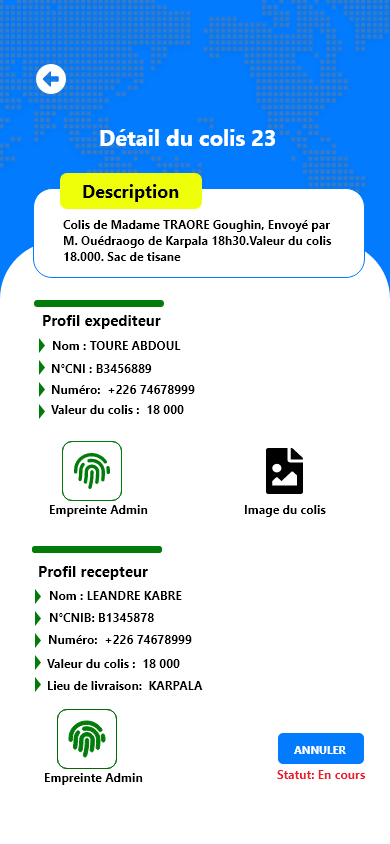 Détail du colis 23
Description
Colis de Madame TRAORE Goughin, Envoyé par
M. Ouédraogo de Karpala 18h30.Valeur du colis
18.000. Sac de tisane
Profil expediteur
Nom : TOURE ABDOUL
N°CNI : B3456889
Numéro:  +226 74678999
Valeur du colis :  18 000
Empreinte Admin
Image du colis
Profil recepteur
Nom : LEANDRE KABRE
N°CNIB: B1345878
Numéro:  +226 74678999
Valeur du colis :  18 000
Lieu de livraison:  KARPALA
Empreinte Admin
ANNULER
Statut: En cours